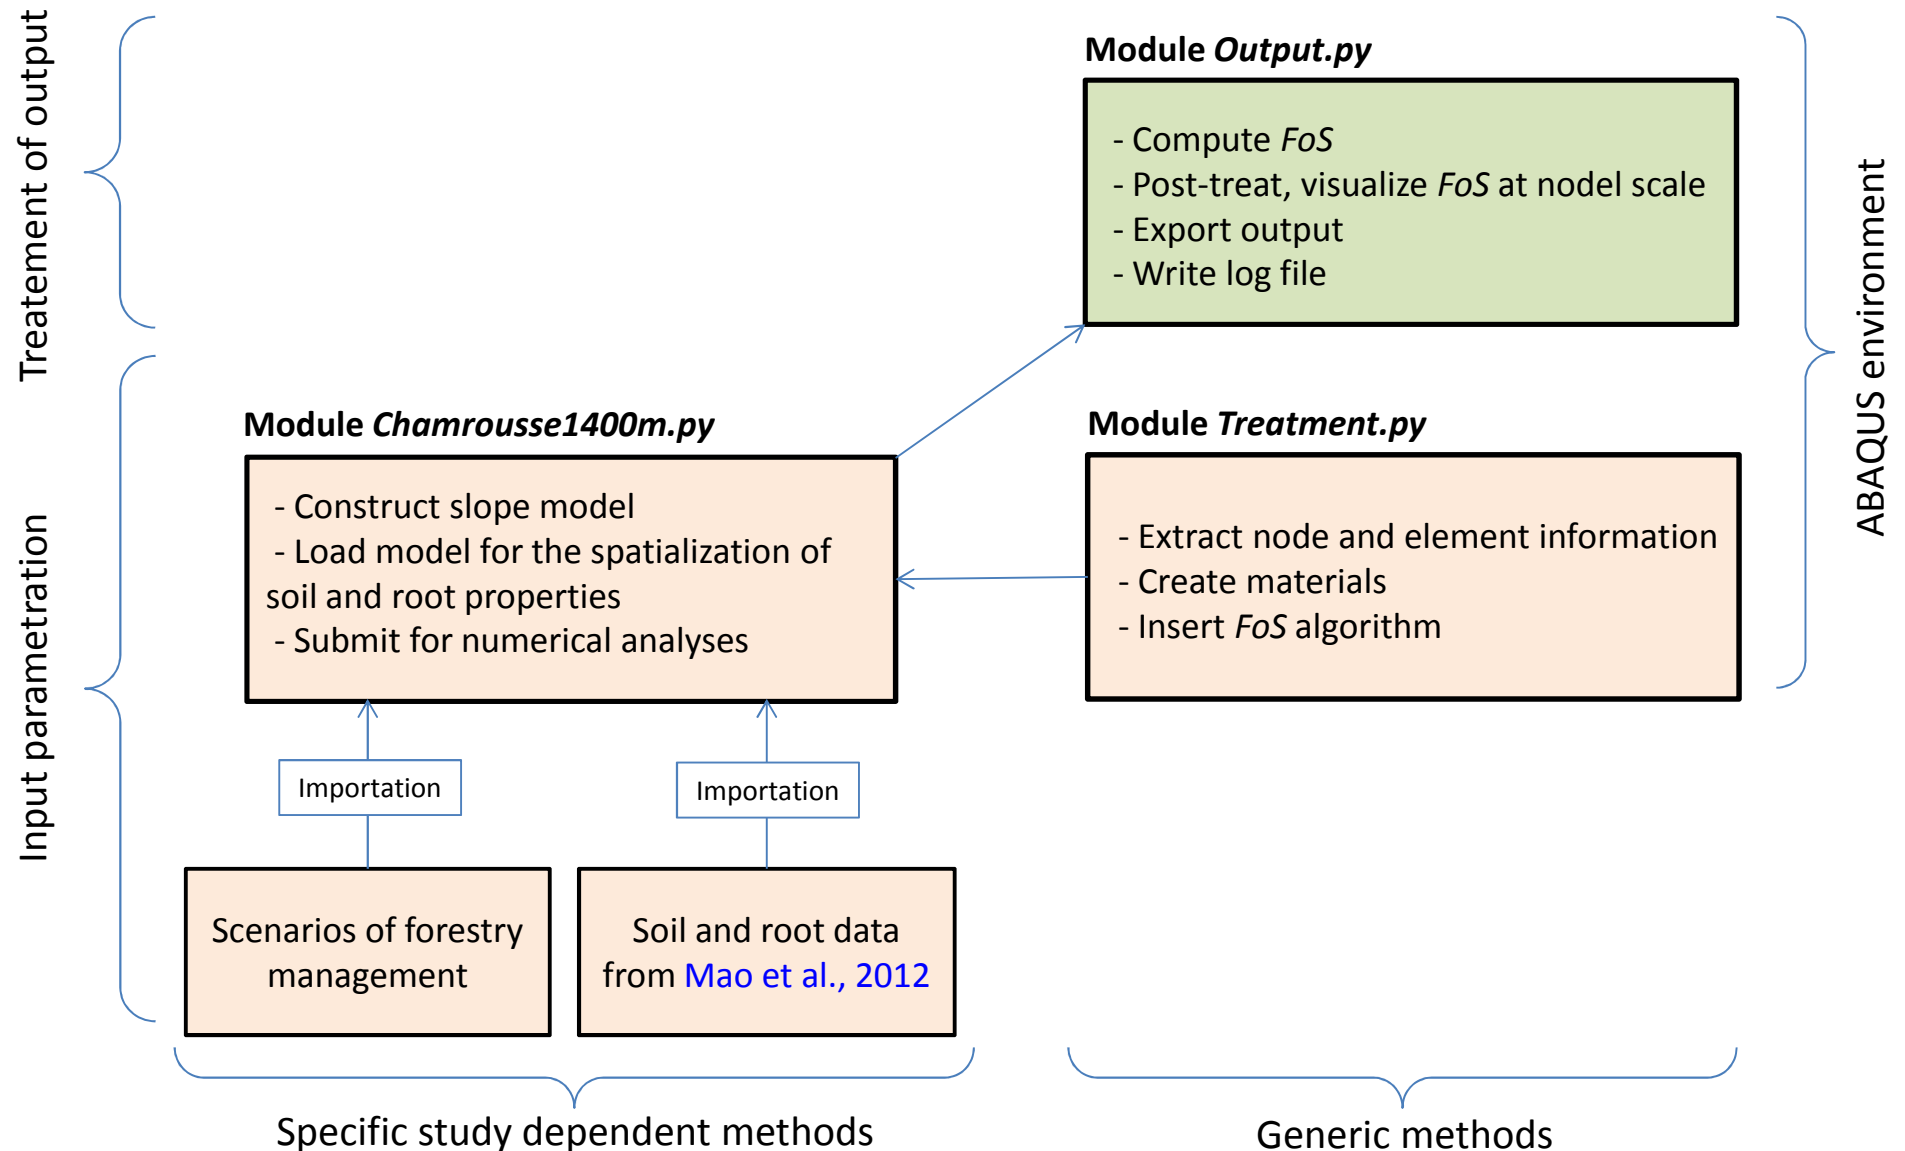 Treatement of output
Module Output.py
- Compute FoS
- Post-treat, visualize FoS at nodel scale
- Export output
- Write log file
ABAQUS environment
Input parametration
Module Chamrousse1400m.py
- Construct slope model
- Load model for the spatialization of
soil and root properties
- Submit for numerical analyses
Module Treatment.py
- Extract node and element information
- Create materials
- Insert FoS algorithm
Importation
Importation
Scenarios of forestry
management
Soil and root data
from Mao et al., 2012
Specific study dependent methods
Generic methods